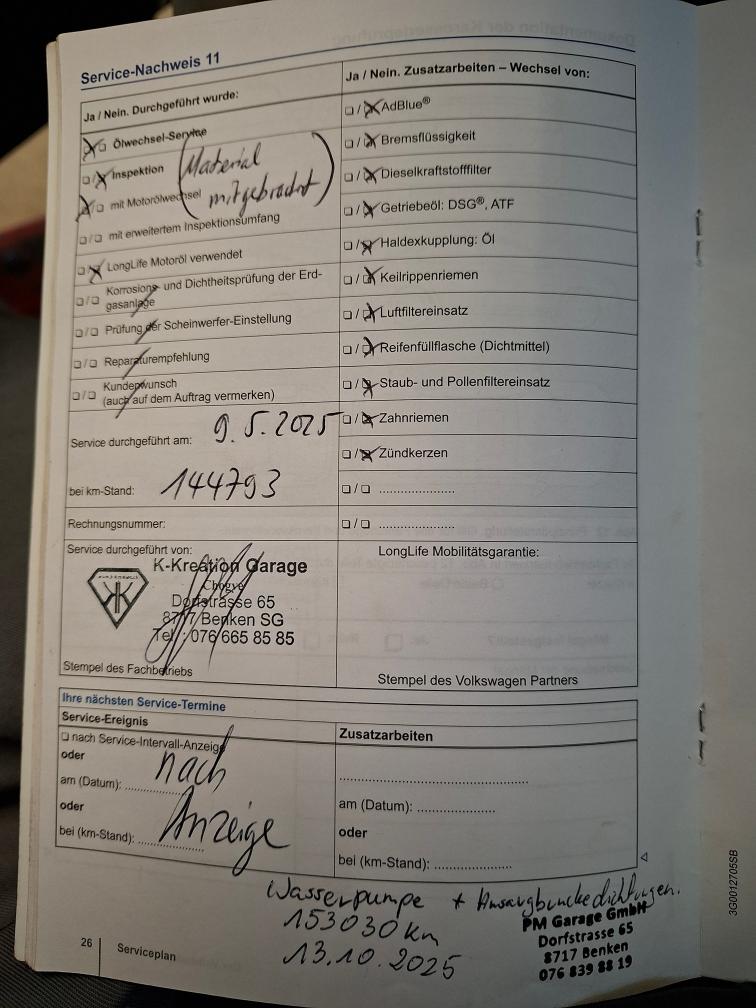 Service-Nachweis 11
Ja / Nein. Durchgeführt wurde:
Ölwechsel-Service
Inspektion
(Material
mitgebracht)
mit Motorölwechsel
mit erweitertem Inspektionsumfang
LongLife Motoröl verwendet
Korrosions- und Dichtheitsprüfung der Erd-
gasanlage
Prüfung der Scheinwerfer-Einstellung
Reparaturempfehlung
Kundenwunsch
(auch auf dem Auftrag vermerken)
Service durchgeführt am: 9.5.2025
bei km-Stand: 144793
Rechnungsnummer:
Service durchgeführt von:
K-Kreation Garage
Dorfstrasse 65
8717 Benken SG
Tel.: 076 665 85 85
Stempel des Fachbetriebs
Ja / Nein. Zusatzarbeiten – Wechsel von:
AdBlue®
Bremsflüssigkeit
Dieselkraftstofffilter
Getriebeöl: DSG®, ATF
Haldexkupplung: Öl
Keilrippenriemen
Luftfiltereinsatz
Reifenfüllflasche (Dichtmittel)
Staub- und Pollenfiltereinsatz
Zahnriemen
Zündkerzen
LongLife Mobilitätsgarantie:
Stempel des Volkswagen Partners
Ihre nächsten Service-Termine
Service-Ereignis
nach Service-Intervall-Anzeige
oder
am (Datum):
oder
bei (km-Stand):
nach
Anzeige
Zusatzarbeiten
am (Datum):
oder
bei (km-Stand):
Wasserpumpe +
153030 km
13.10.2025
PM Garage GmbH
Dorfstrasse 65
8717 Benken
076 839 88 19
26
Serviceplan
3G0012705SB